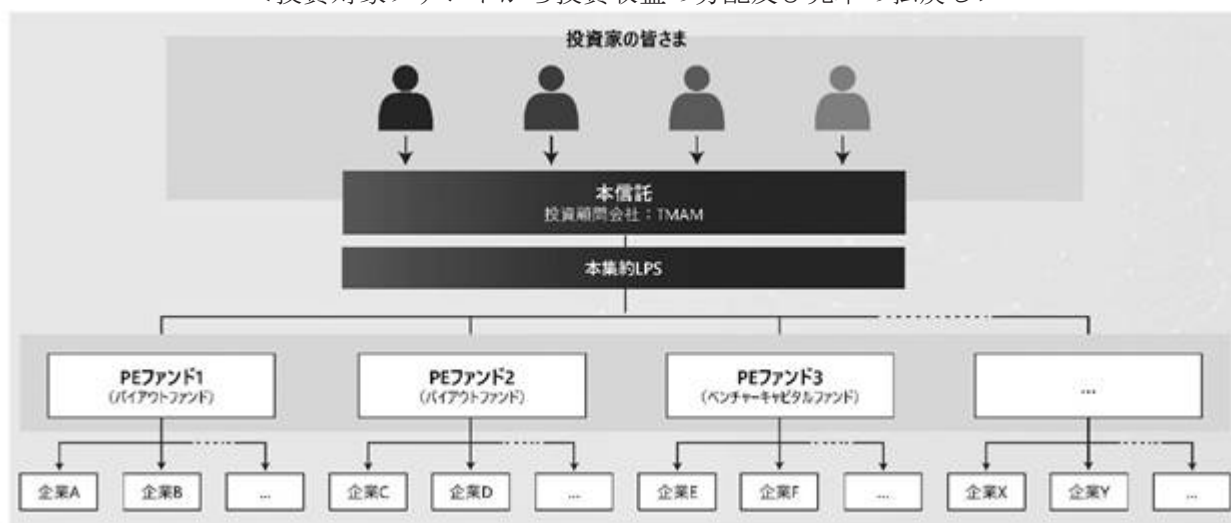 投資家の皆さま
本信託
投資顧問会社：TMAM
本集約LPS
PEファンド1
（バイアウトファンド）
PEファンド2
（バイアウトファンド）
PEファンド3
（ベンチャーキャピタルファンド）
...
企業A
企業B
...
企業C
企業D
...
企業E
企業F
...
企業X
企業Y
...